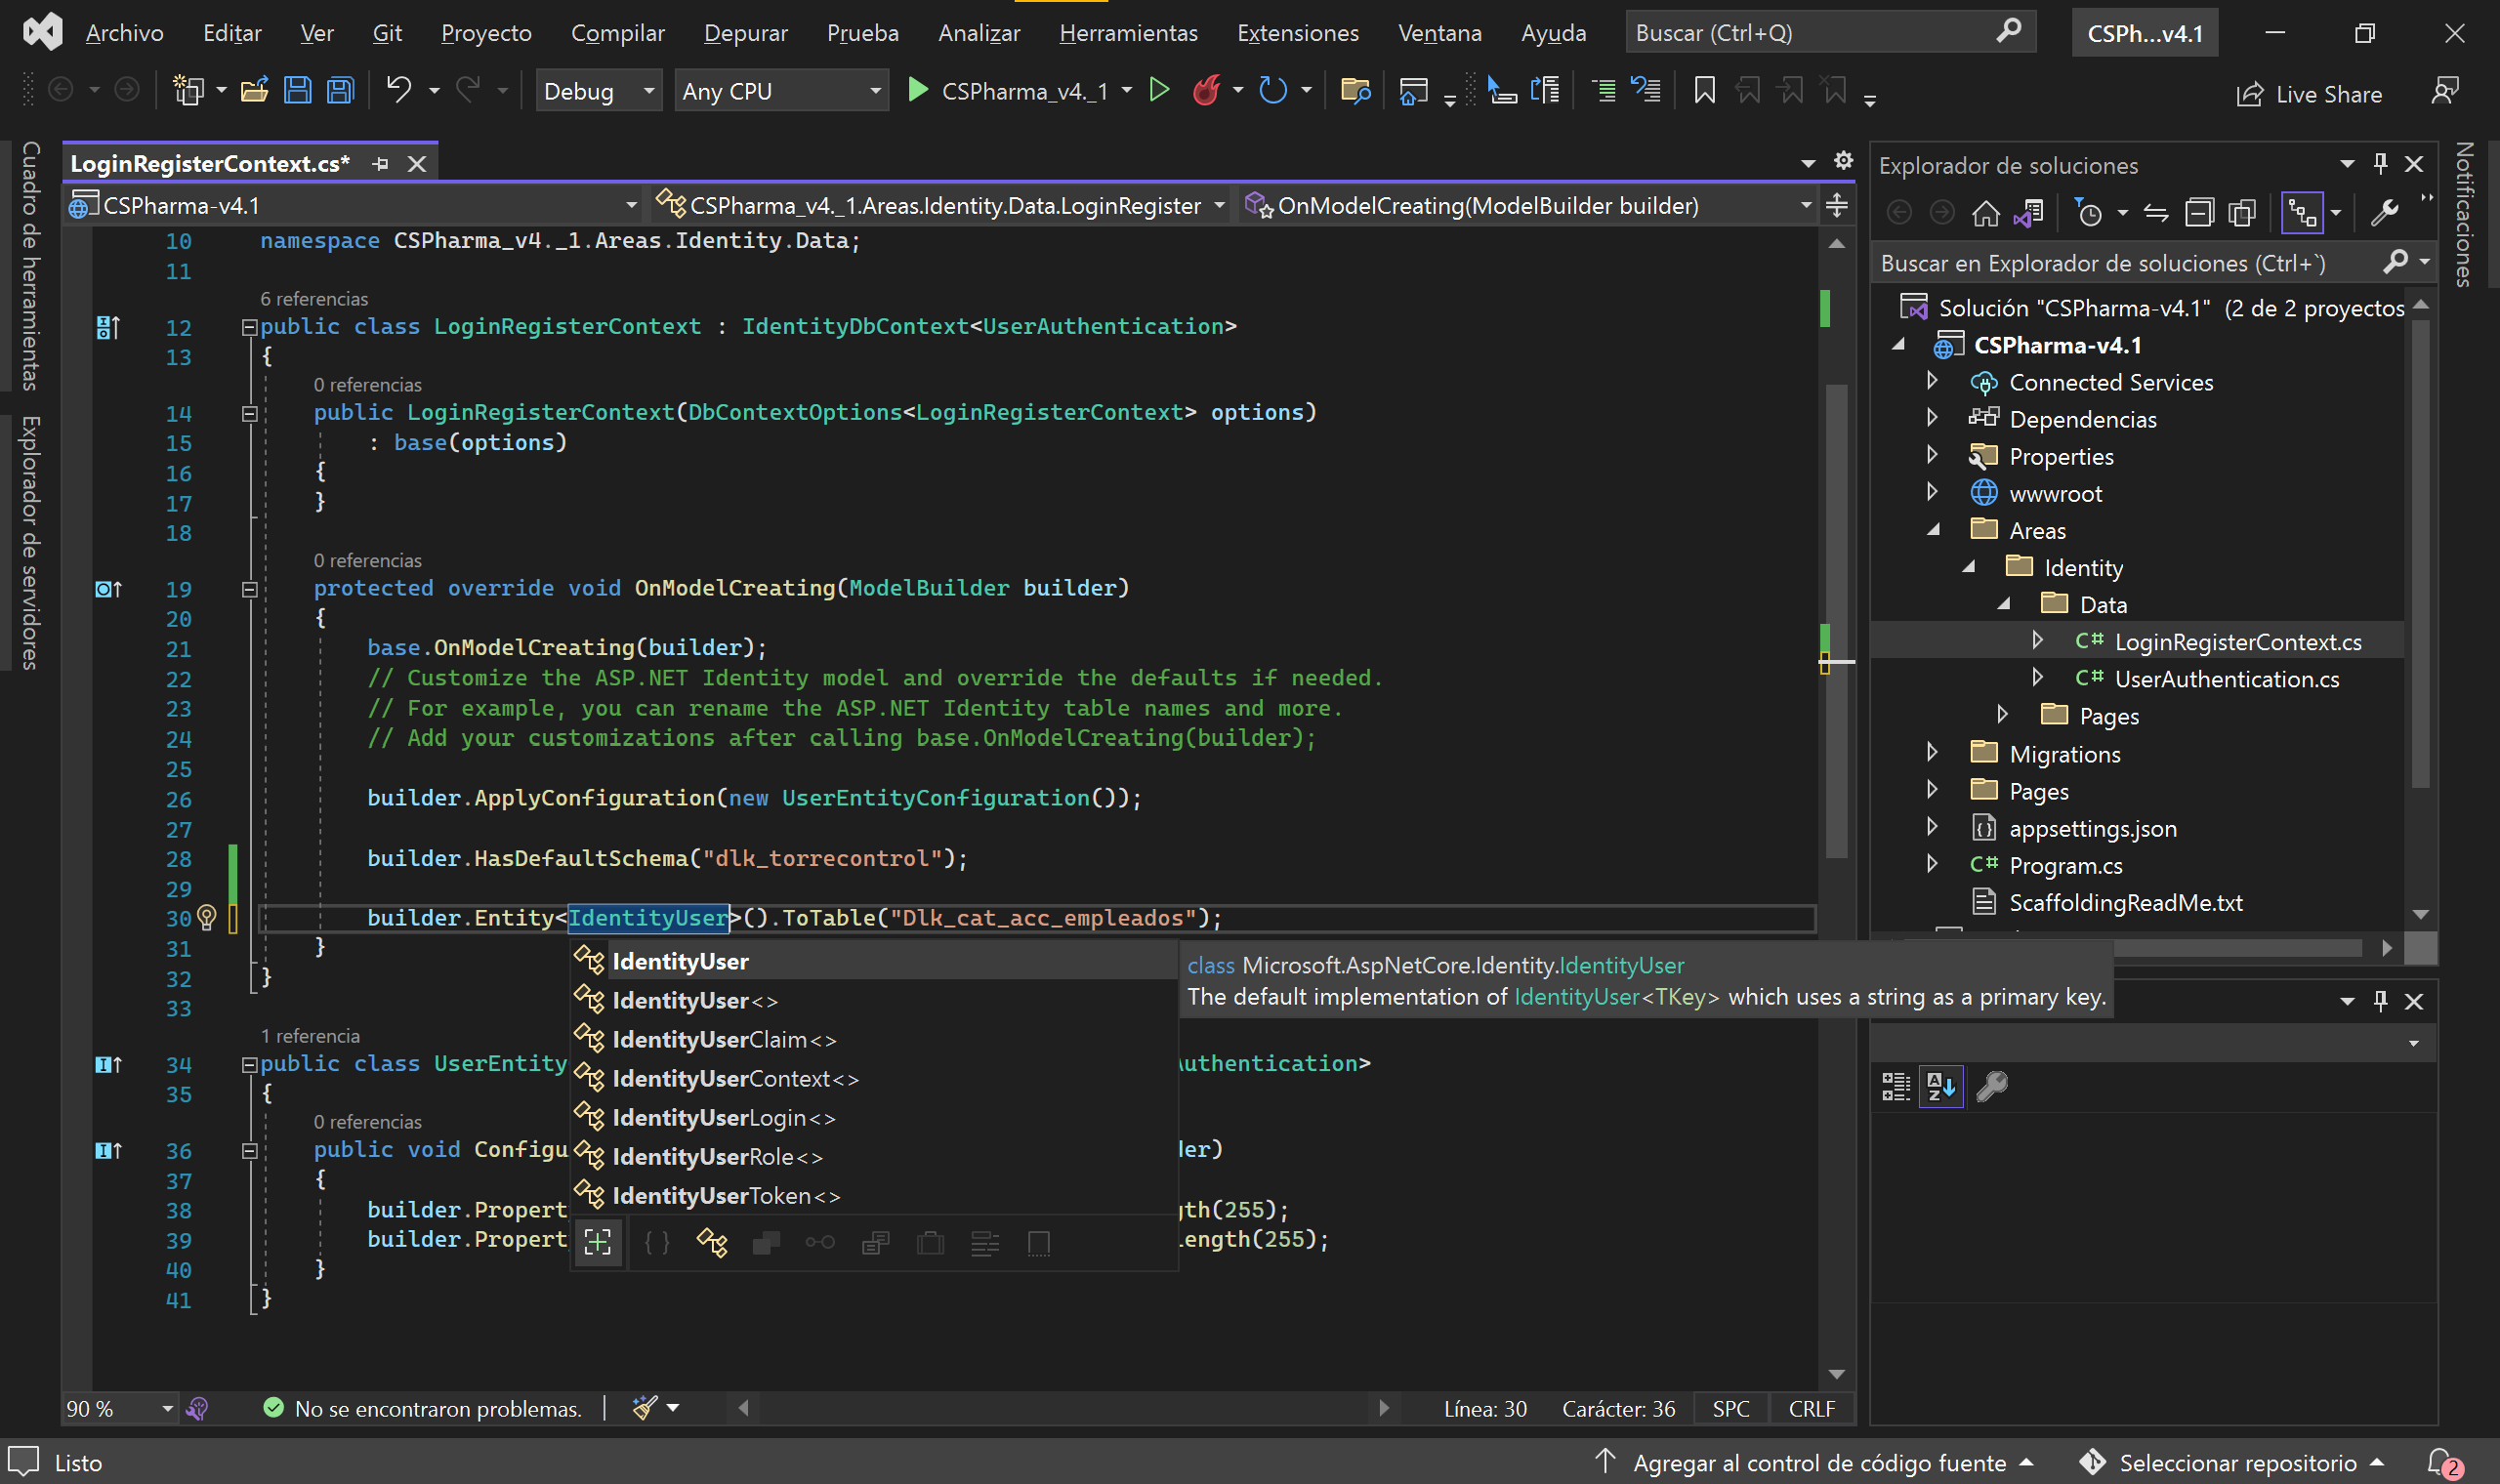 Archivo Editar Ver Git Proyecto Compilar Depurar Prueba Analizar Herramientas Extensiones Ventana Ayuda Buscar (Ctrl+Q) CSPh...v4.1
Debug Any CPU CSPharma_v4._1 Live Share
Cuadro de herramientas
Explorador de servidores
LoginRegisterContext.cs*
CSPharma-v4.1 CSPharma_v4._1.Areas.Identity.Data.LoginRegister OnModelCreating(ModelBuilder builder)
10 namespace CSPharma_v4._1.Areas.Identity.Data;
11
6 referencias
12 public class LoginRegisterContext : IdentityDbContext<UserAuthentication>
13 {
0 referencias
14 public LoginRegisterContext(DbContextOptions<LoginRegisterContext> options)
15 : base(options)
16 {
17 }
18
0 referencias
19 protected override void OnModelCreating(ModelBuilder builder)
20 {
21 base.OnModelCreating(builder);
22 // Customize the ASP.NET Identity model and override the defaults if needed.
23 // For example, you can rename the ASP.NET Identity table names and more.
24 // Add your customizations after calling base.OnModelCreating(builder);
25
26 builder.ApplyConfiguration(new UserEntityConfiguration());
27
28 builder.HasDefaultSchema("dlk_torrecontrol");
29
30 builder.Entity<IdentityUser>().ToTable("Dlk_cat_acc_empleados");
31 }
32 }
33
1 referencia
34 public class UserEntity Authentication>
35 {
0 referencias
36 public void Configu der)
37 {
38 builder.Propert gth(255);
39 builder.Propert Length(255);
40 }
41 }
IdentityUser
IdentityUser<>
IdentityUserClaim<>
IdentityUserContext<>
IdentityUserLogin<>
IdentityUserRole<>
IdentityUserToken<>
class Microsoft.AspNetCore.Identity.IdentityUser
The default implementation of IdentityUser<TKey> which uses a string as a primary key.
90 % No se encontraron problemas. Línea: 30 Carácter: 36 SPC CRLF
Explorador de soluciones
Buscar en Explorador de soluciones (Ctrl+`)
Solución "CSPharma-v4.1" (2 de 2 proyectos
CSPharma-v4.1
Connected Services
Dependencias
Properties
wwwroot
Areas
Identity
Data
C# LoginRegisterContext.cs
C# UserAuthentication.cs
Pages
Migrations
Pages
appsettings.json
C# Program.cs
ScaffoldingReadMe.txt
Notificaciones
Listo Agregar al control de código fuente Seleccionar repositorio 2